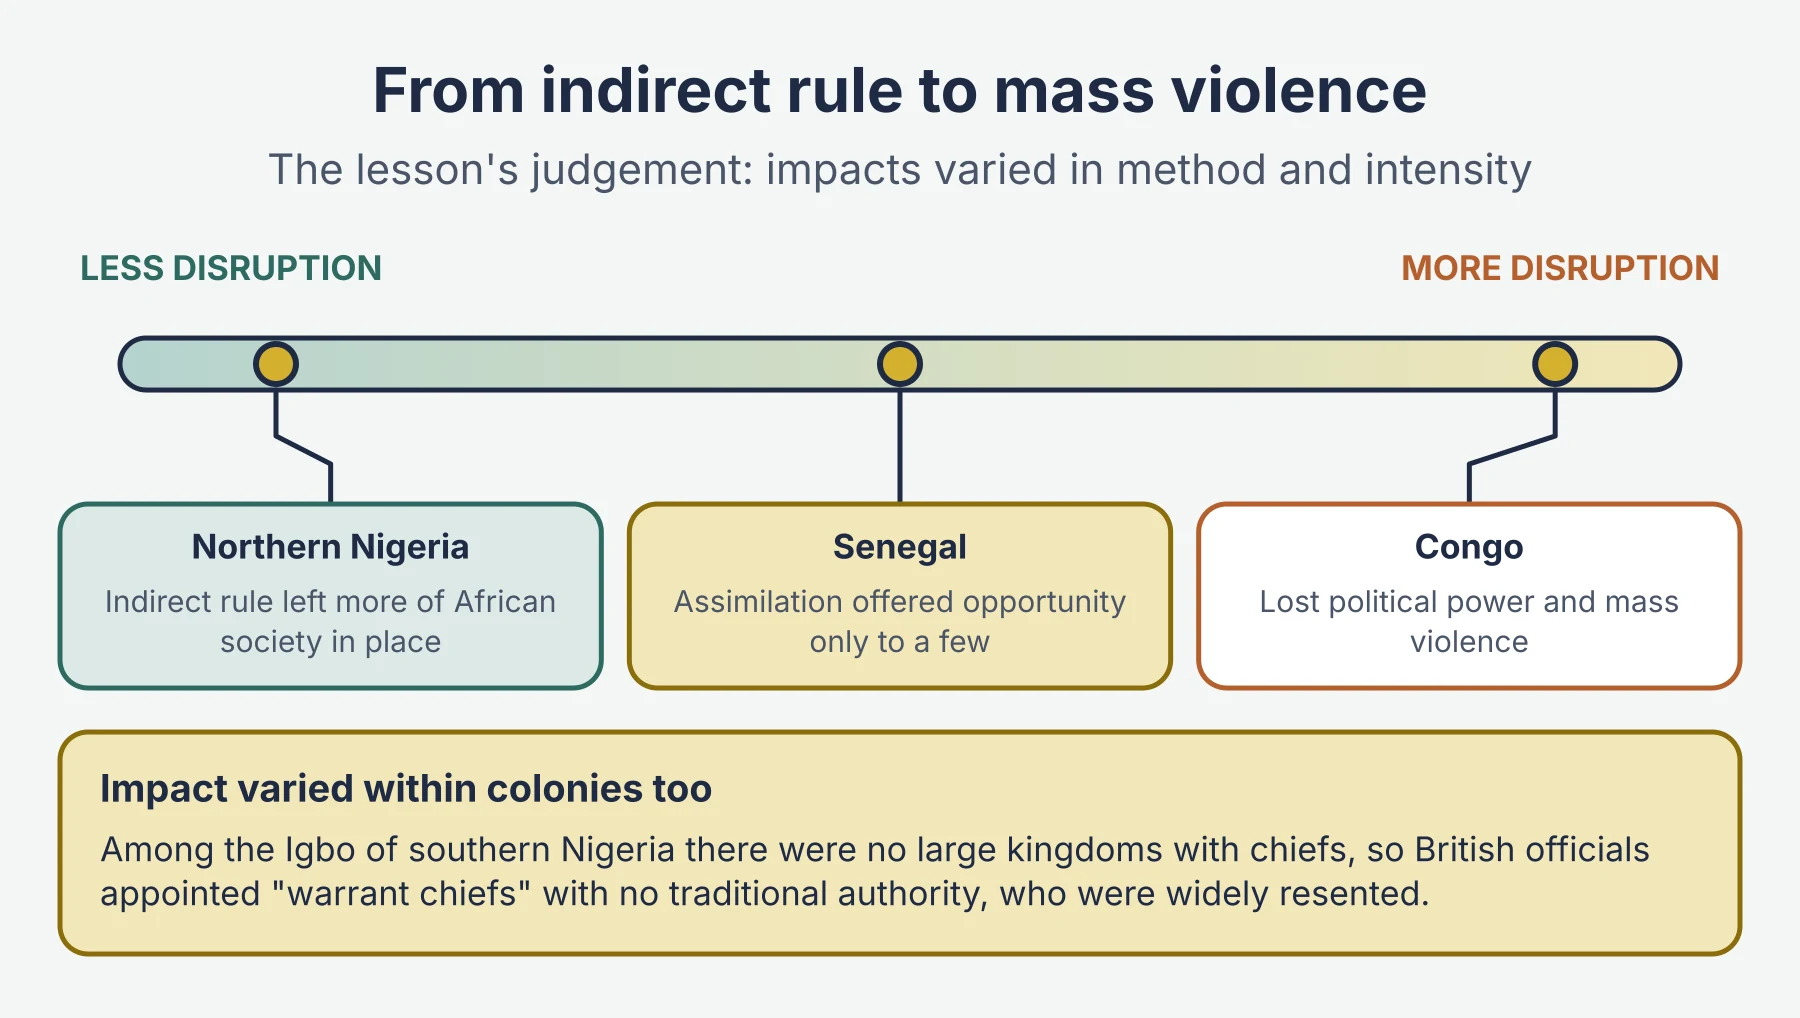 From indirect rule to mass violence
The lesson's judgement: impacts varied in method and intensity
LESS DISRUPTION
MORE DISRUPTION
Northern Nigeria
Indirect rule left more of African
society in place
Senegal
Assimilation offered opportunity
only to a few
Congo
Lost political power and mass
violence
Impact varied within colonies too
Among the Igbo of southern Nigeria there were no large kingdoms with chiefs, so British officials
appointed "warrant chiefs" with no traditional authority, who were widely resented.